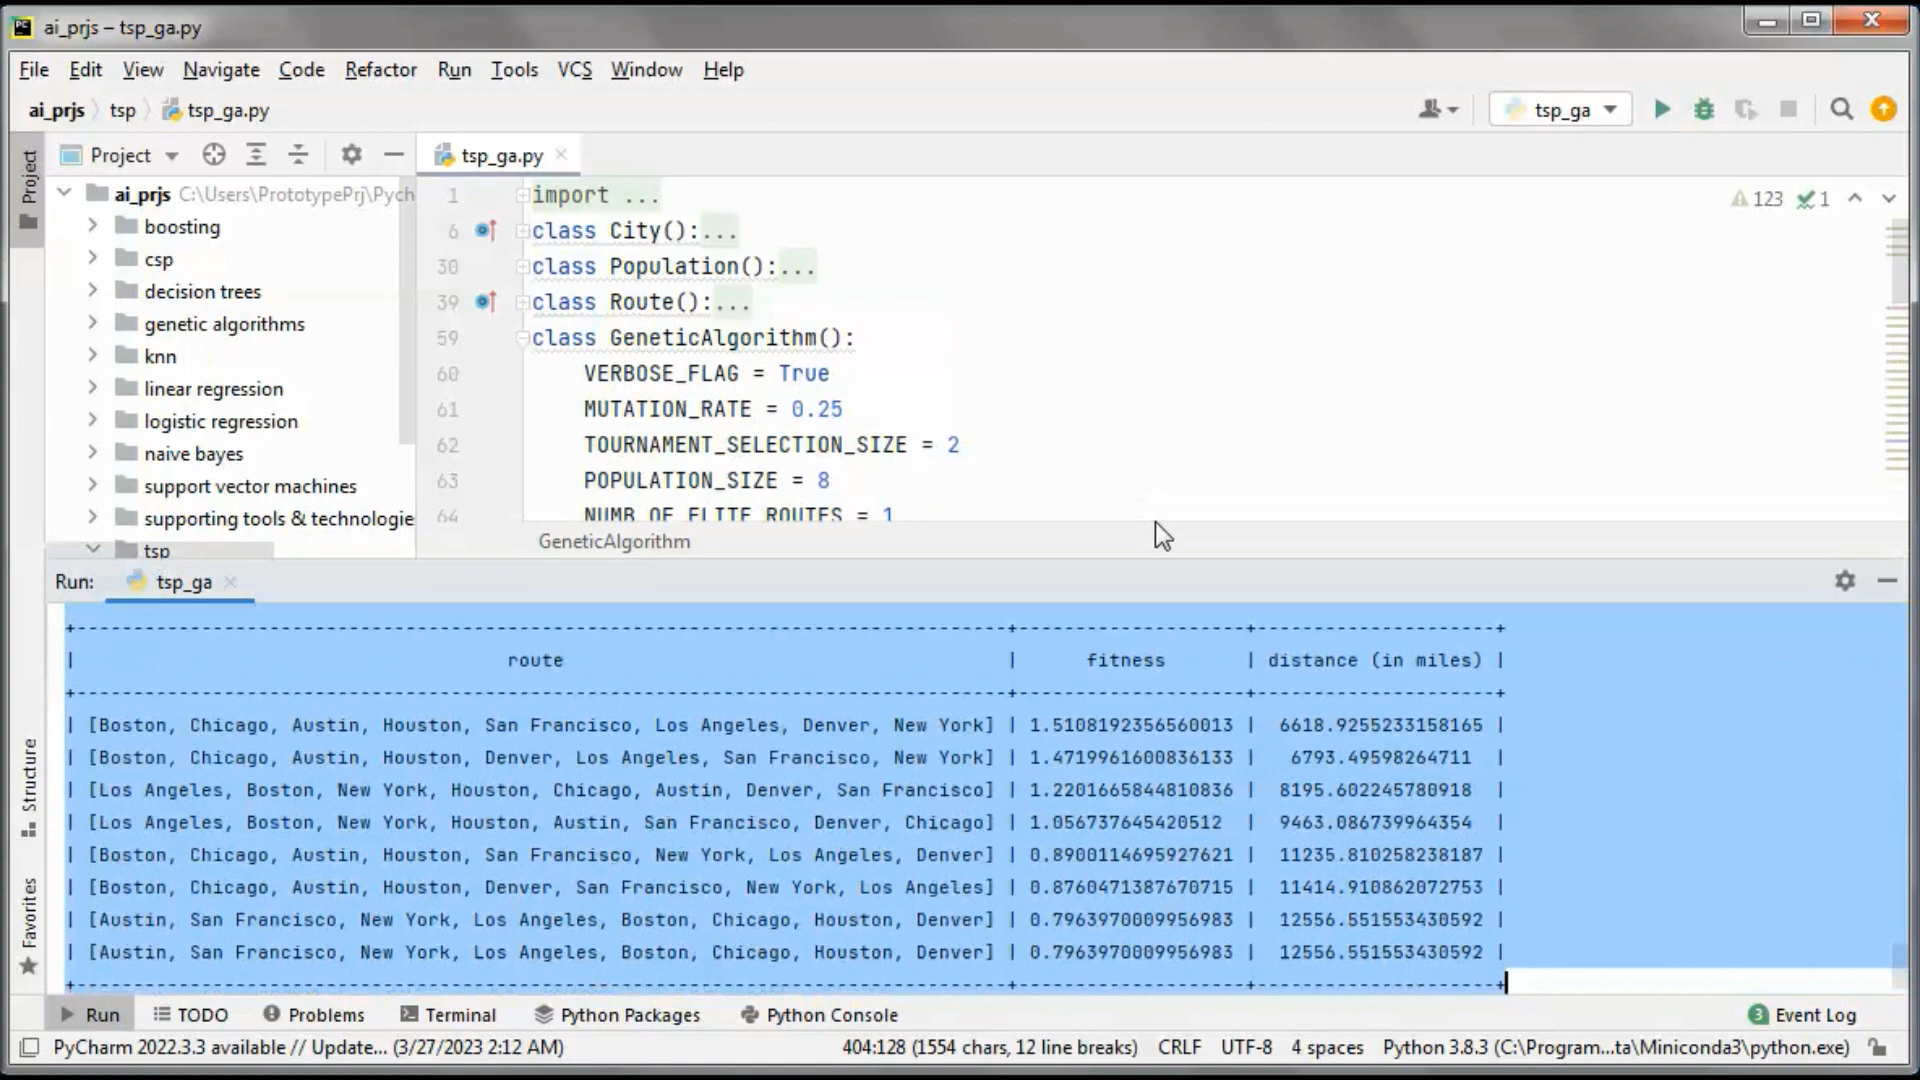 ai_prjs – tsp_ga.py
File Edit View Navigate Code Refactor Run Tools VCS Window Help
ai_prjs tsp tsp_ga.py
tsp_ga
Project
tsp_ga.py
Project
ai_prjs C:\Users\PrototypePrj\Pych
boosting
csp
decision trees
genetic algorithms
knn
linear regression
logistic regression
naive bayes
support vector machines
supporting tools & technologie
tsp
1 import ...
123 1
6 class City():...
30 class Population():...
39 class Route():...
59 class GeneticAlgorithm():
60 VERBOSE_FLAG = True
61 MUTATION_RATE = 0.25
62 TOURNAMENT_SELECTION_SIZE = 2
63 POPULATION_SIZE = 8
64 NUMB_OF_ELITE_ROUTES = 1
GeneticAlgorithm
Run: tsp_ga
+----------------------------------------------------------------------------------+--------------------+----------------------+
| route | fitness | distance (in miles) |
+----------------------------------------------------------------------------------+--------------------+----------------------+
| [Boston, Chicago, Austin, Houston, San Francisco, Los Angeles, Denver, New York] | 1.5108192356560013 | 6618.9255233158165 |
| [Boston, Chicago, Austin, Houston, Denver, Los Angeles, San Francisco, New York] | 1.4719961600836133 | 6793.49598264711 |
| [Los Angeles, Boston, New York, Houston, Chicago, Austin, Denver, San Francisco] | 1.2201665844810836 | 8195.602245780918 |
| [Los Angeles, Boston, New York, Houston, Austin, San Francisco, Denver, Chicago] | 1.056737645420512 | 9463.086739964354 |
| [Boston, Chicago, Austin, Houston, San Francisco, New York, Los Angeles, Denver] | 0.8900114695927621 | 11235.810258238187 |
| [Boston, Chicago, Austin, Houston, Denver, San Francisco, New York, Los Angeles] | 0.8760471387670715 | 11414.910862072753 |
| [Austin, San Francisco, New York, Los Angeles, Boston, Chicago, Houston, Denver] | 0.7963970009956983 | 12556.551553430592 |
| [Austin, San Francisco, New York, Los Angeles, Boston, Chicago, Houston, Denver] | 0.7963970009956983 | 12556.551553430592 |
+----------------------------------------------------------------------------------+--------------------+----------------------+
Structure
Favorites
Run TODO Problems Terminal Python Packages Python Console 3 Event Log
PyCharm 2022.3.3 available // Update... (3/27/2023 2:12 AM) 404:128 (1554 chars, 12 line breaks) CRLF UTF-8 4 spaces Python 3.8.3 (C:\Program...ta\Miniconda3\python.exe)